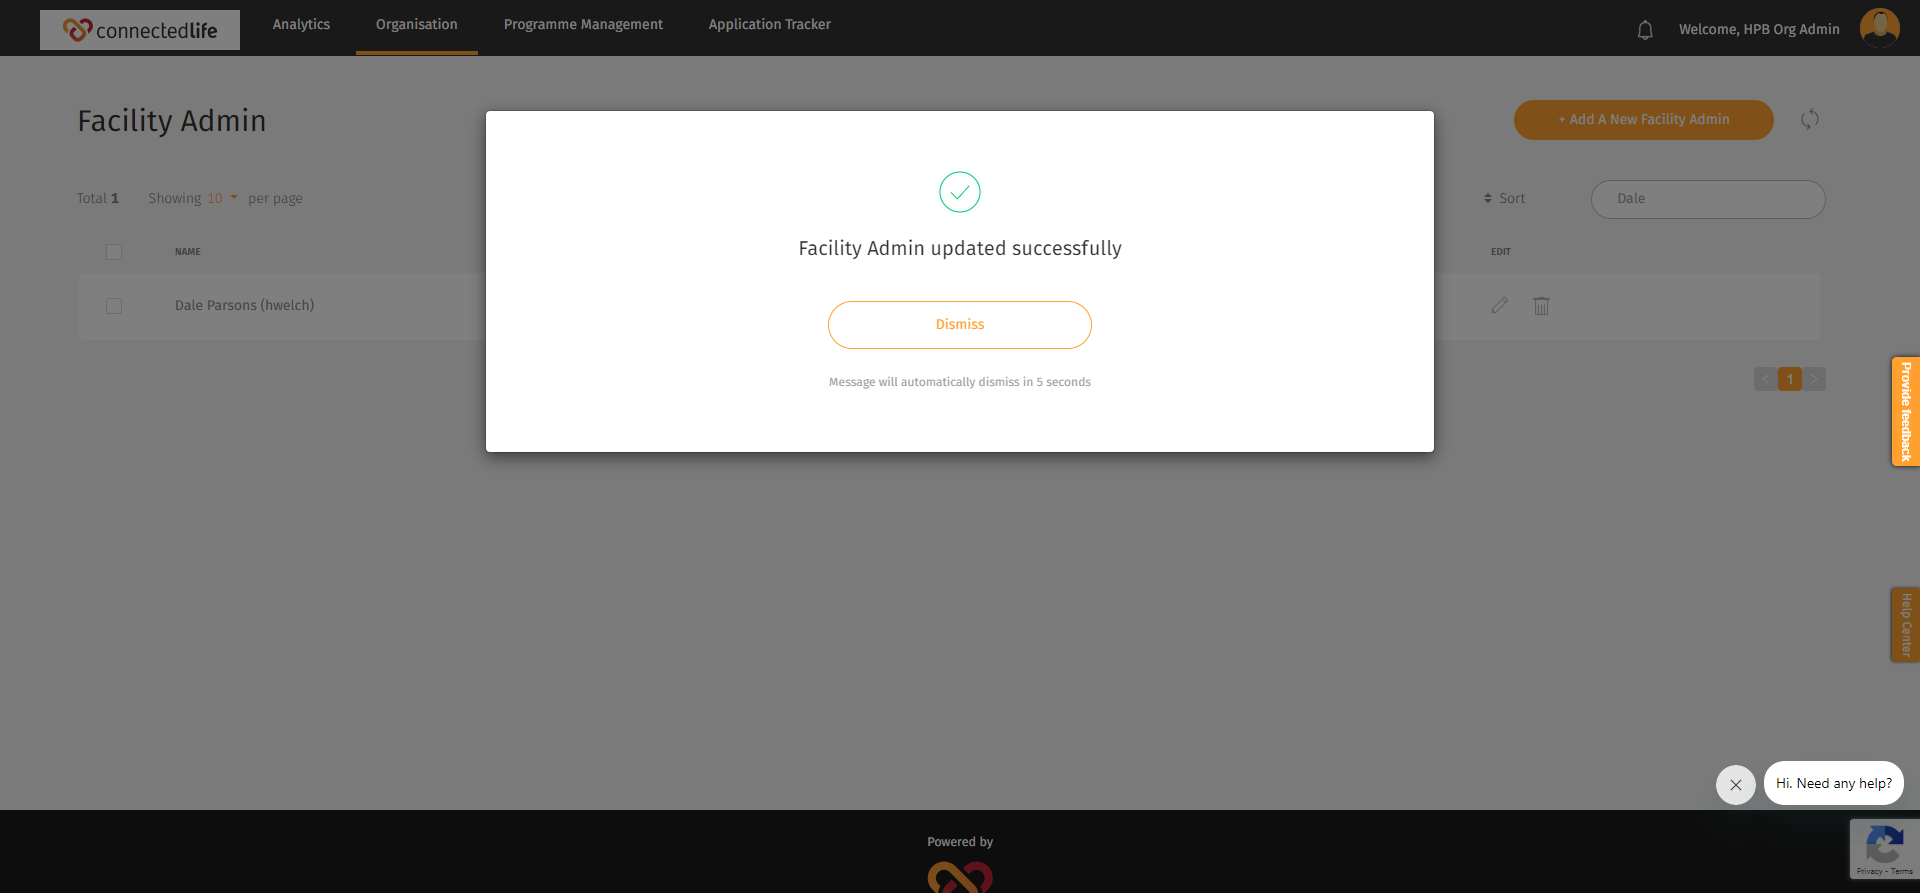 connectedlife
Analytics
Organisation
Programme Management
Application Tracker
Welcome, HPB Org Admin
Facility Admin
+ Add A New Facility Admin
Total 1
Showing 10 per page
Sort
Dale
NAME
EDIT
Dale Parsons (hwelch)
Facility Admin updated successfully
Dismiss
Message will automatically dismiss in 5 seconds
< 1 >
Provide feedback
Help Center
Hi. Need any help?
Powered by
Privacy - Terms